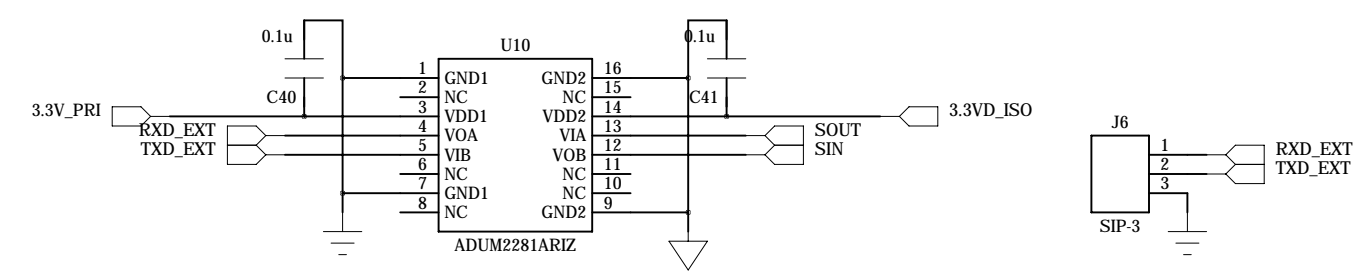 0.1u
C40
3.3V_PRI
RXD_EXT
TXD_EXT
U10
1 GND1
2 NC
3 VDD1
4 VOA
5 VIB
6 NC
7 GND1
8 NC
GND2 16
NC 15
VDD2 14
VIA 13
VOB 12
NC 11
NC 10
GND2 9
ADUM2281ARIZ
0.1u
C41
3.3VD_ISO
SOUT
SIN
J6
1 RXD_EXT
2 TXD_EXT
3
SIP-3